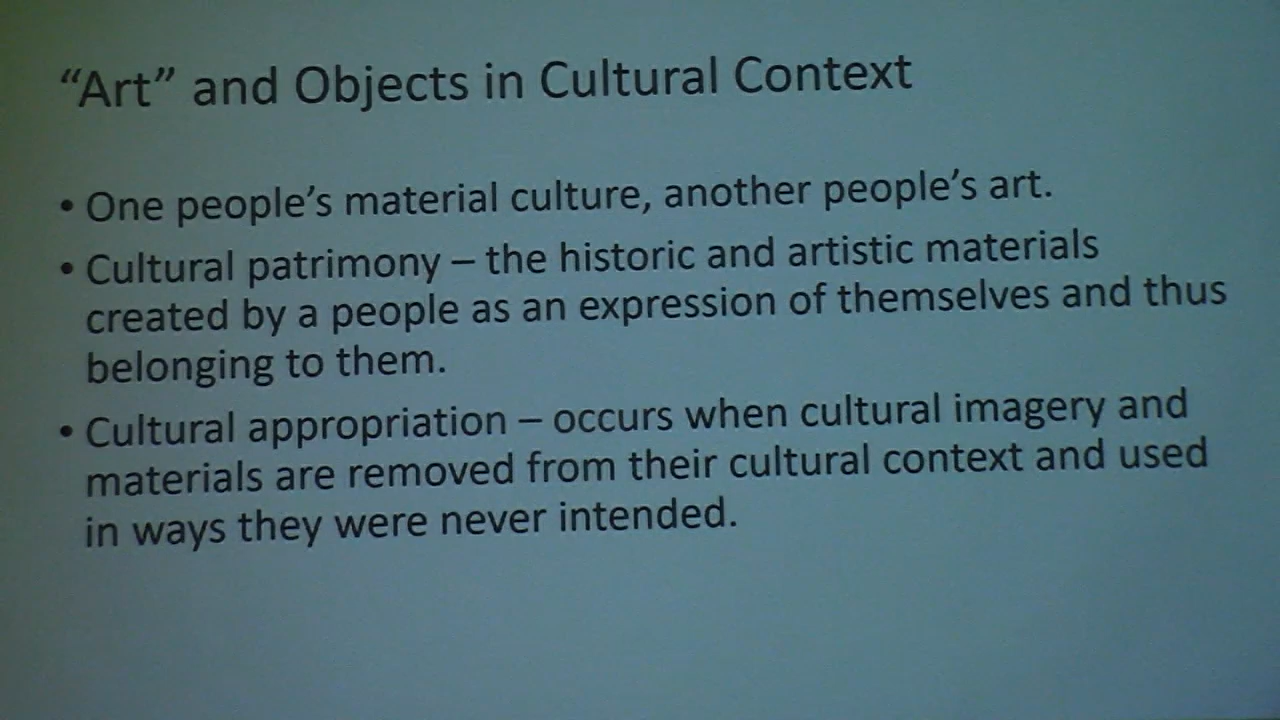 “Art” and Objects in Cultural Context
• One people’s material culture, another people’s art.
• Cultural patrimony – the historic and artistic materials
created by a people as an expression of themselves and thus
belonging to them.
• Cultural appropriation – occurs when cultural imagery and
materials are removed from their cultural context and used
in ways they were never intended.